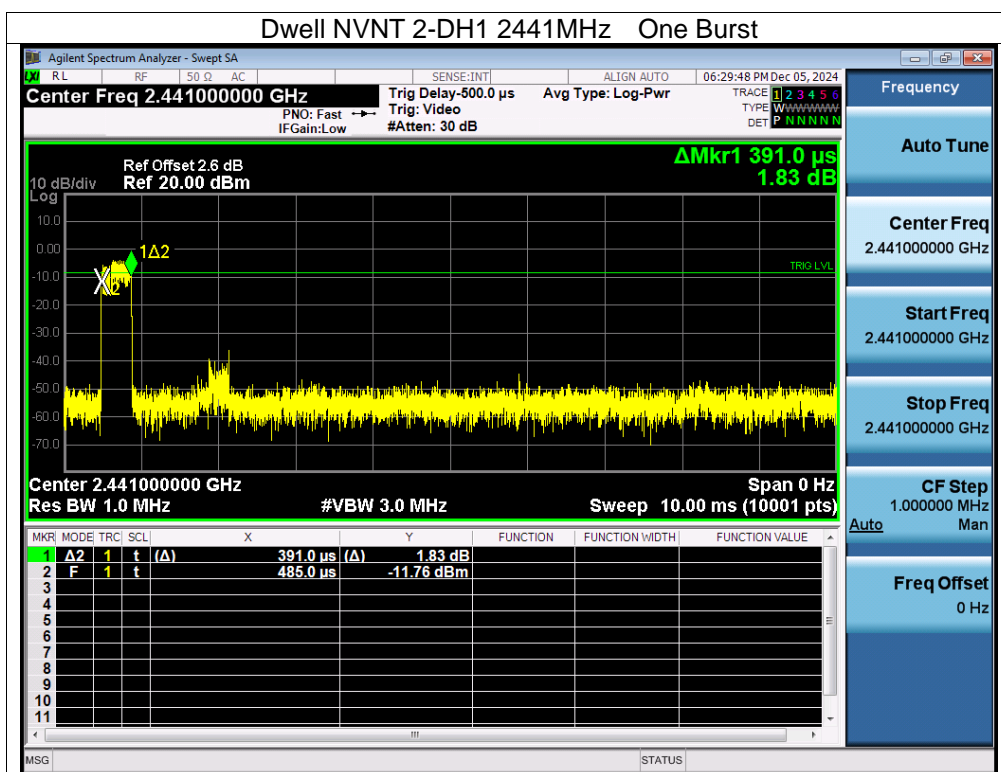 Dwell NVNT 2-DH1 2441MHz One Burst
Agilent Spectrum Analyzer - Swept SA
LXI RL RF 50 Ω AC SENSE:INT ALIGN AUTO 06:29:48 PM Dec 05, 2024
Center Freq 2.441000000 GHz
Trig Delay-500.0 µs Avg Type: Log-Pwr TRACE 1 2 3 4 5 6
PNO: Fast Trig: Video TYPE WWWWWW
IFGain:Low #Atten: 30 dB DET P N N N N N
ΔMkr1 391.0 µs
1.83 dB
Ref Offset 2.6 dB
10 dB/div Ref 20.00 dBm
Log
10.0
0.00
-10.0
-20.0
-30.0
-40.0
-50.0
-60.0
-70.0
1Δ2
X2
TRIG LVL
Center 2.441000000 GHz Span 0 Hz
Res BW 1.0 MHz #VBW 3.0 MHz Sweep 10.00 ms (10001 pts)
MKR MODE TRC SCL X Y FUNCTION FUNCTION WIDTH FUNCTION VALUE
1 Δ2 1 t (Δ) 391.0 µs (Δ) 1.83 dB
2 F 1 t 485.0 µs -11.76 dBm
3
4
5
6
7
8
9
10
11
MSG STATUS
Frequency
Auto Tune
Center Freq
2.441000000 GHz
Start Freq
2.441000000 GHz
Stop Freq
2.441000000 GHz
CF Step
1.000000 MHz
Auto Man
Freq Offset
0 Hz